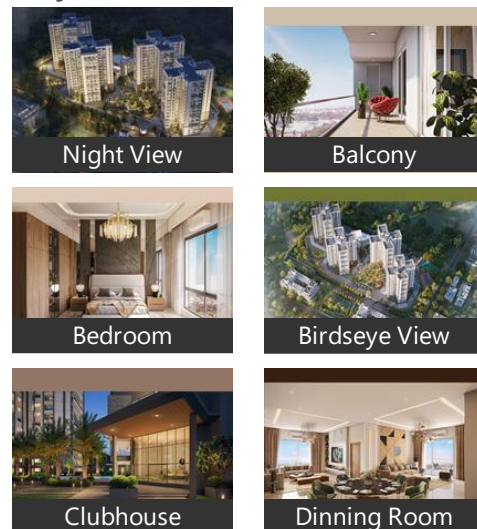 Night View
Balcony
Bedroom
Birdseye View
Clubhouse
Dinning Room